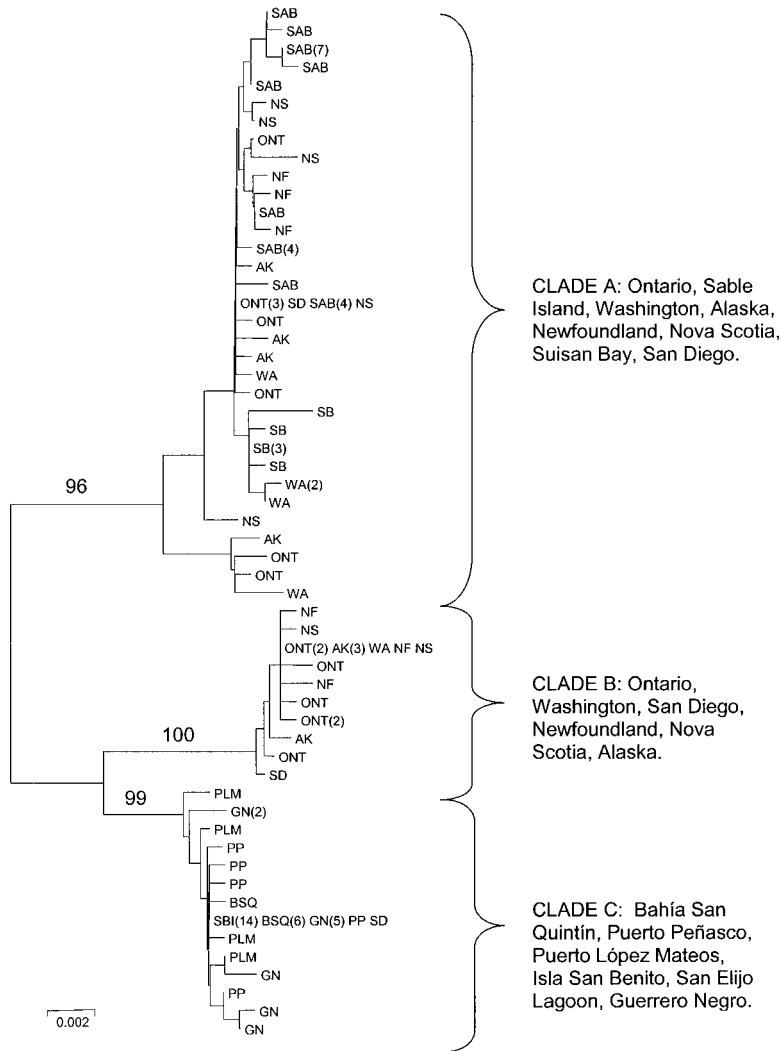 SAB
SAB
SAB(7)
SAB
SAB
NS
NS
ONT
NS
NF
NF
SAB
NF
SAB(4)
AK
SAB
ONT(3) SD SAB(4) NS
ONT
AK
AK
WA
ONT
SB
SB
SB(3)
SB
WA(2)
WA
NS
AK
ONT
ONT
WA
96
CLADE A: Ontario, Sable
Island, Washington, Alaska,
Newfoundland, Nova Scotia,
Suisan Bay, San Diego.
NF
NS
ONT(2) AK(3) WA NF NS
ONT
NF
ONT
ONT(2)
AK
ONT
SD
100
CLADE B: Ontario,
Washington, San Diego,
Newfoundland, Nova
Scotia, Alaska.
99
PLM
GN(2)
PLM
PP
PP
PP
BSQ
SBI(14) BSQ(6) GN(5) PP SD
PLM
PLM
GN
PP
GN
GN
CLADE C: Bahía San
Quintín, Puerto Peñasco,
Puerto López Mateos,
Isla San Benito, San Elijo
Lagoon, Guerrero Negro.
0.002